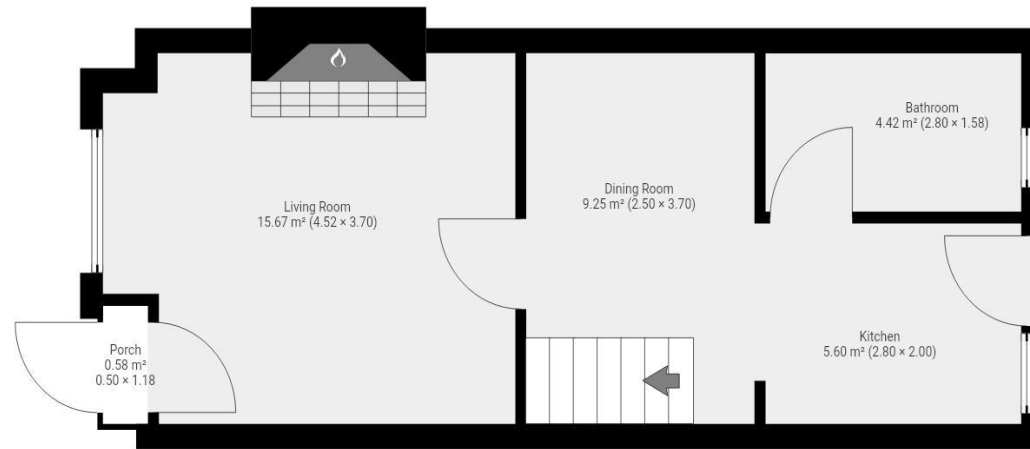 Living Room
15.67 m² (4.52 × 3.70)
Dining Room
9.25 m² (2.50 × 3.70)
Bathroom
4.42 m² (2.80 × 1.58)
Kitchen
5.60 m² (2.80 × 2.00)
Porch
0.58 m²
0.50 × 1.18